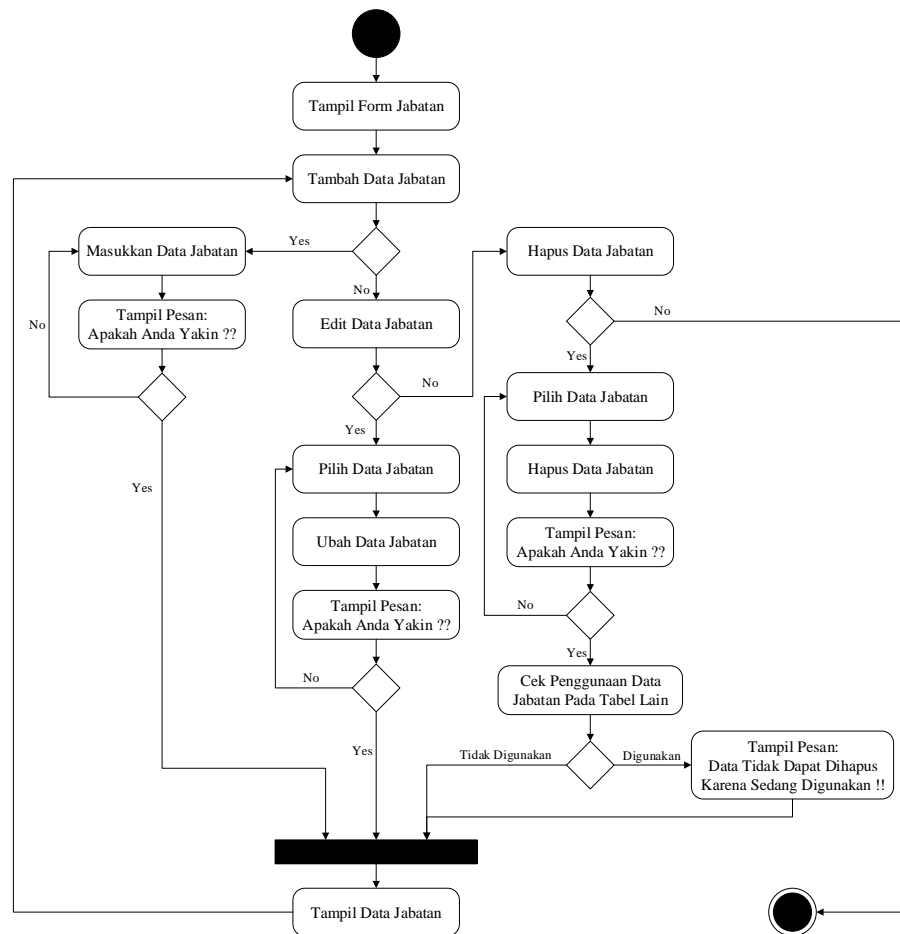 Tampil Form Jabatan
Tambah Data Jabatan
Yes
No
Masukkan Data Jabatan
Tampil Pesan:
Apakah Anda Yakin ??
No
Yes
Edit Data Jabatan
No
Yes
Pilih Data Jabatan
Ubah Data Jabatan
Tampil Pesan:
Apakah Anda Yakin ??
No
Yes
Hapus Data Jabatan
No
Yes
Pilih Data Jabatan
Hapus Data Jabatan
Tampil Pesan:
Apakah Anda Yakin ??
No
Yes
Cek Penggunaan Data
Jabatan Pada Tabel Lain
Tidak Digunakan
Digunakan
Tampil Pesan:
Data Tidak Dapat Dihapus
Karena Sedang Digunakan !!
Tampil Data Jabatan